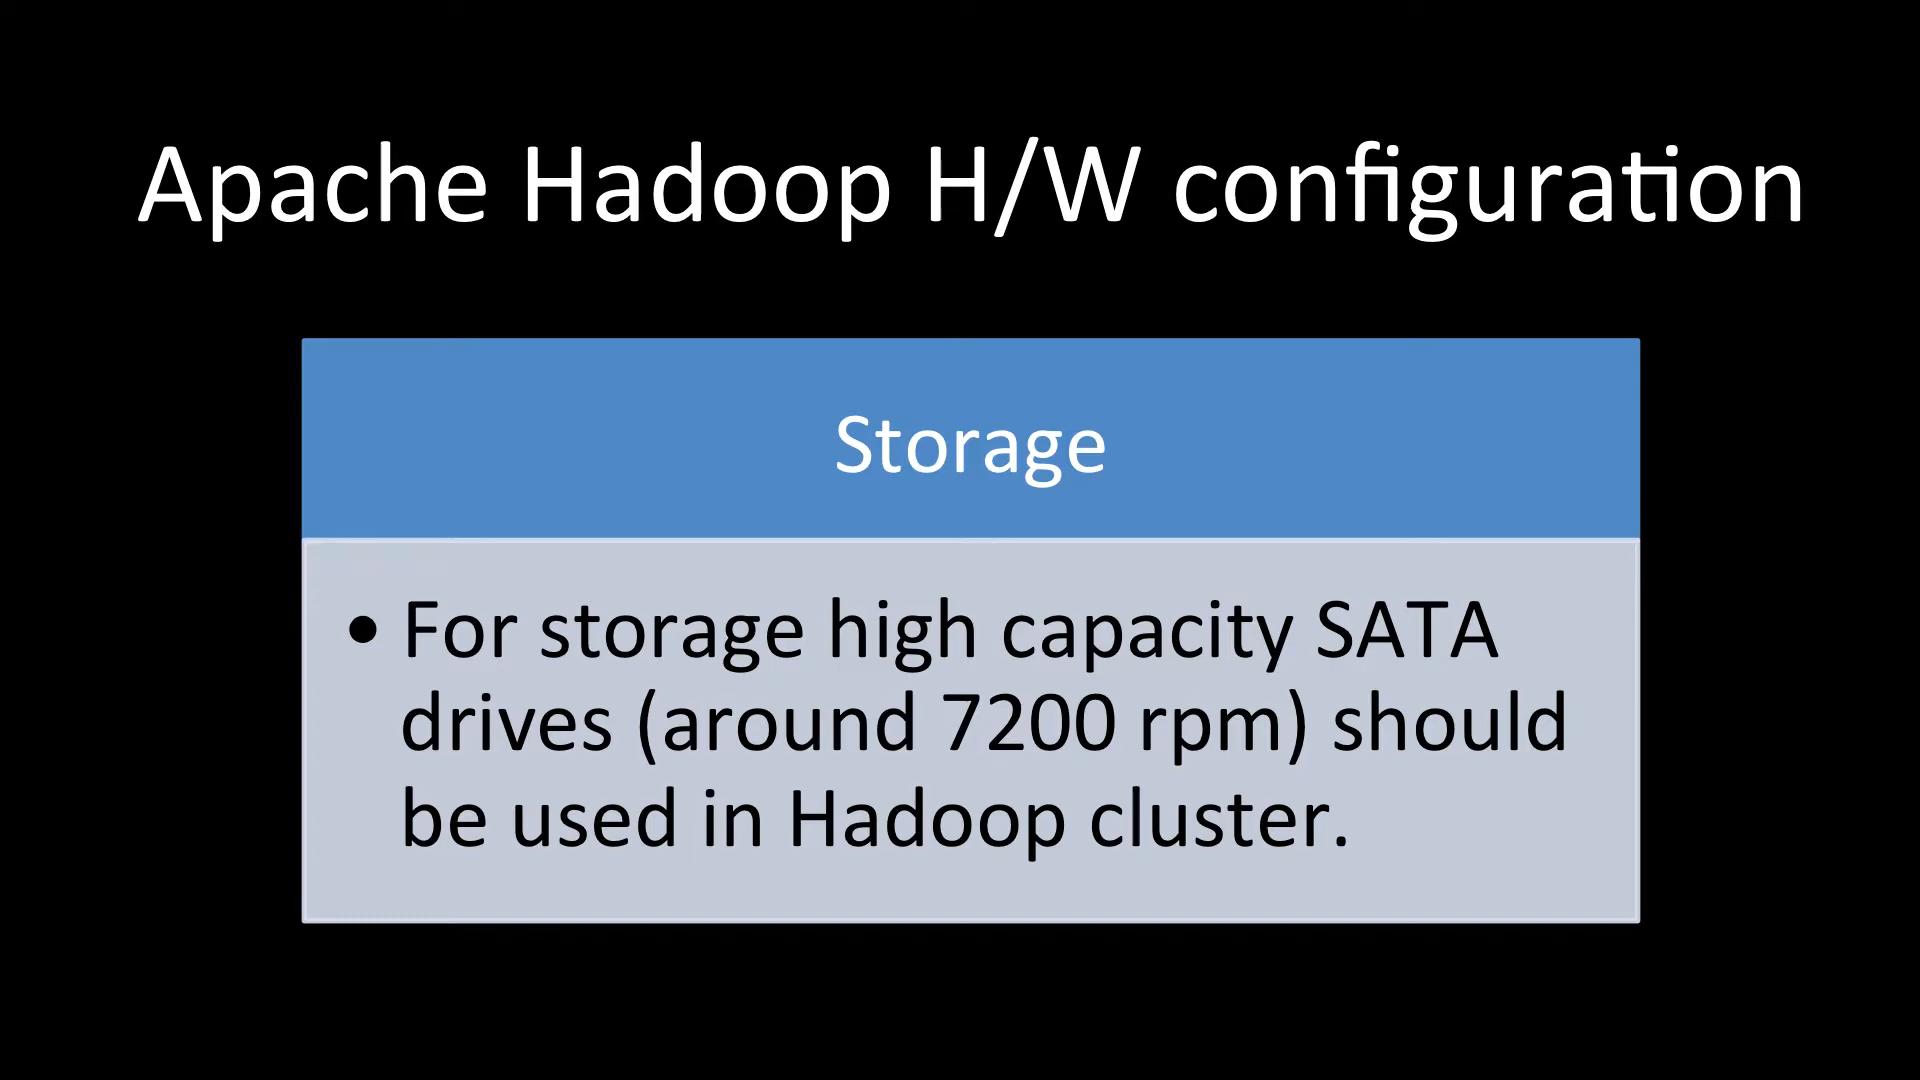 Apache Hadoop H/W configuration
Storage
• For storage high capacity SATA
drives (around 7200 rpm) should
be used in Hadoop cluster.